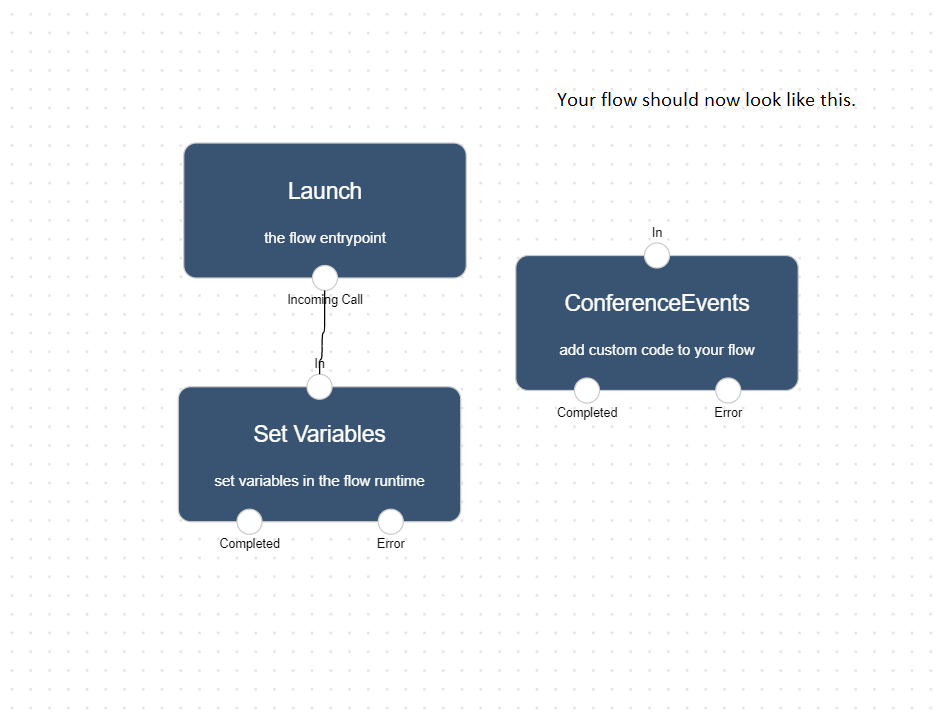 Your flow should now look like this.
Launch
the flow entrypoint
Incoming Call
In
Set Variables
set variables in the flow runtime
Completed
Error
In
ConferenceEvents
add custom code to your flow
Completed
Error